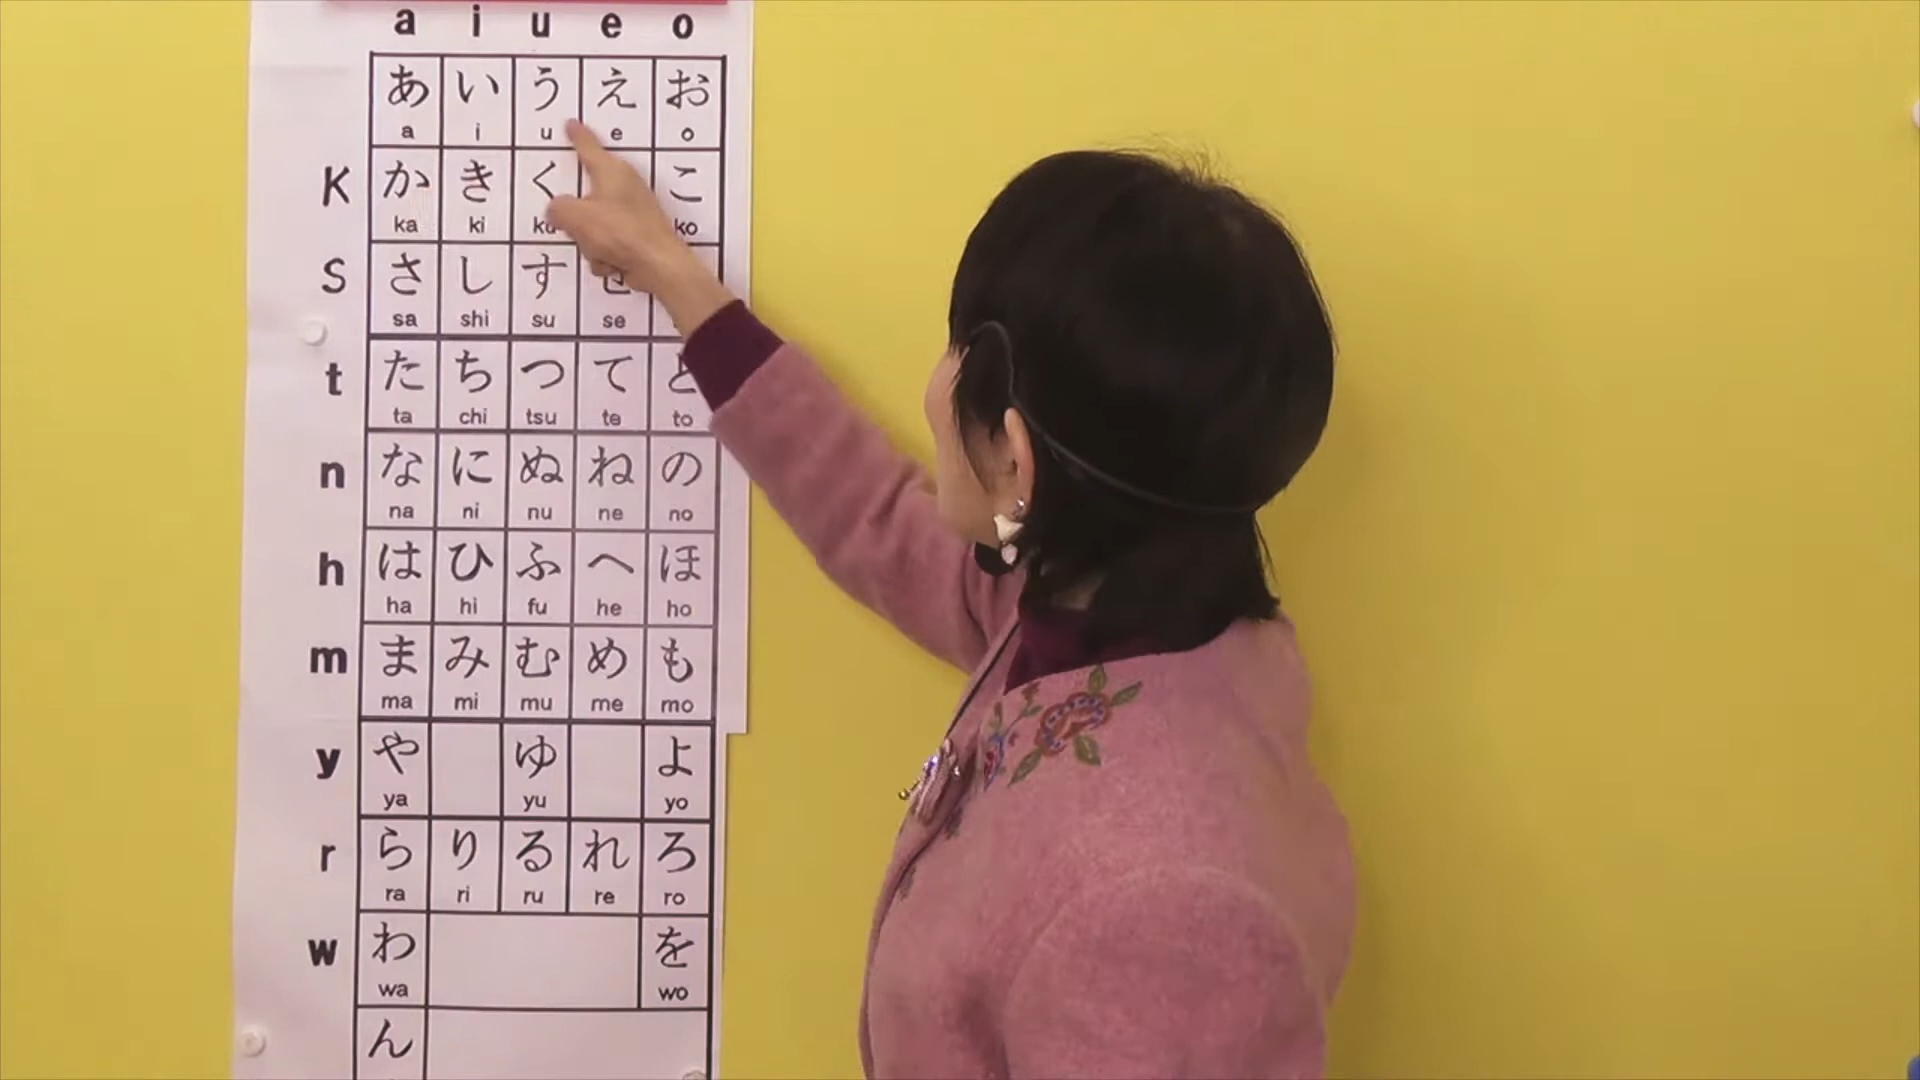 a i u e o
あ い う え お
a i u e o
K か き く こ
ka ki ku ko
S さ し す せ
sa shi su se
t た ち つ て と
ta chi tsu te to
n な に ぬ ね の
na ni nu ne no
h は ひ ふ へ ほ
ha hi fu he ho
m ま み む め も
ma mi mu me mo
y や ゆ よ
ya yu yo
r ら り る れ ろ
ra ri ru re ro
w わ を
wa wo
ん